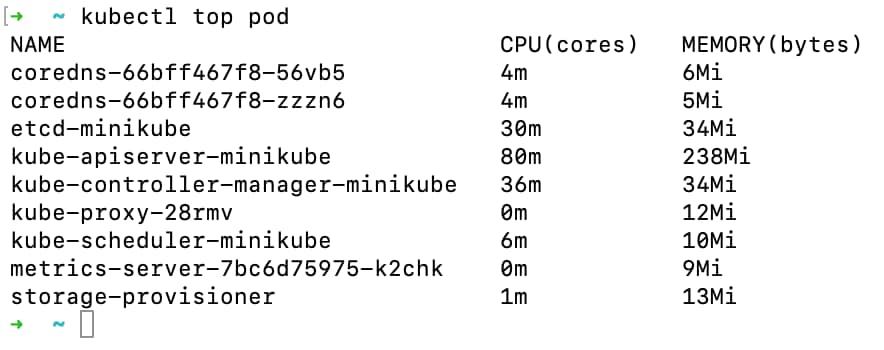 [➜ ~ kubectl top pod
NAME CPU(cores) MEMORY(bytes)
coredns-66bff467f8-56vb5 4m 6Mi
coredns-66bff467f8-zzzn6 4m 5Mi
etcd-minikube 30m 34Mi
kube-apiserver-minikube 80m 238Mi
kube-controller-manager-minikube 36m 34Mi
kube-proxy-28rmv 0m 12Mi
kube-scheduler-minikube 6m 10Mi
metrics-server-7bc6d75975-k2chk 0m 9Mi
storage-provisioner 1m 13Mi
➜ ~